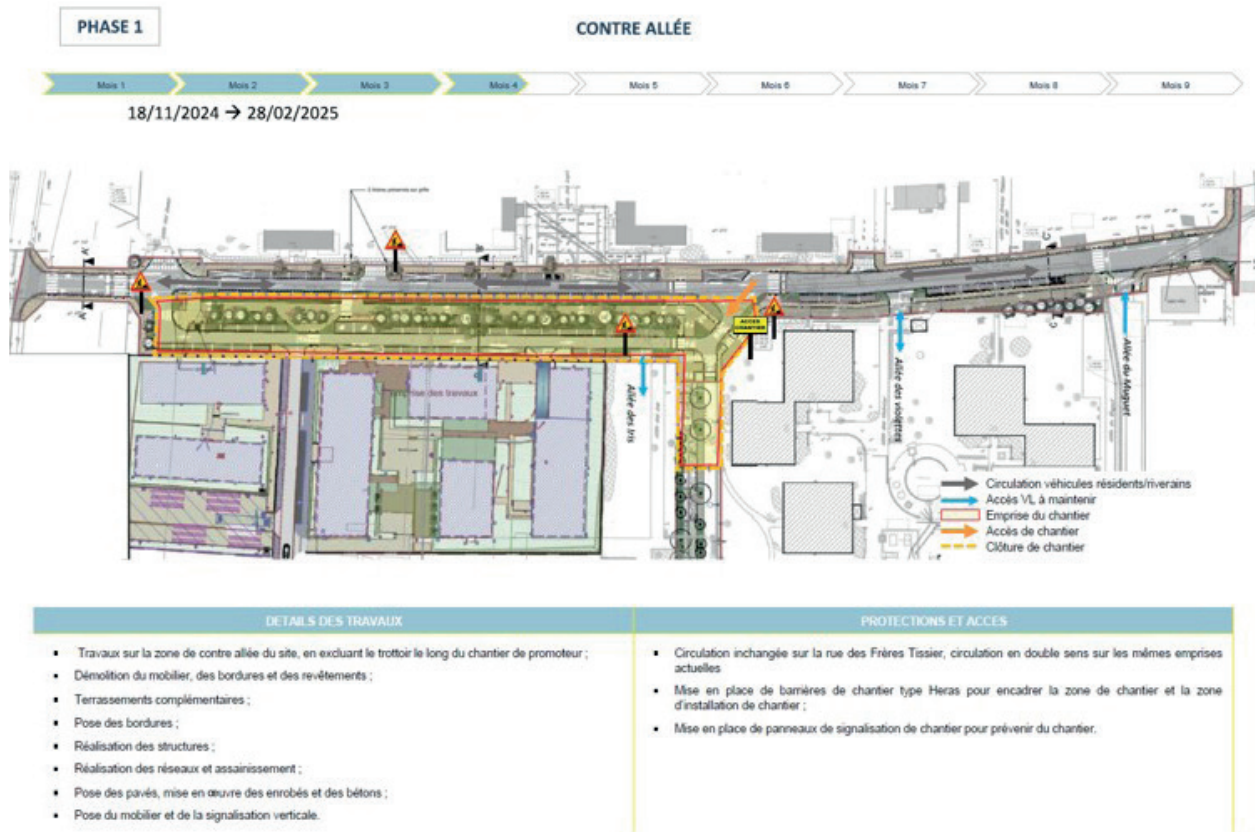 PHASE 1
CONTRE ALLÉE
Mois 1
Mois 2
Mois 3
Mois 4
Mois 5
Mois 6
Mois 7
Mois 8
Mois 9
18/11/2024 → 28/02/2025
ACCES
CHANTIER
Emprise des travaux
Allée des Iris
Allée des violettes
Allée du Muguet
Circulation véhicules résidents/riverains
Accès VL à maintenir
Emprise du chantier
Accès de chantier
Clôture de chantier
DETAILS DES TRAVAUX
▪ Travaux sur la zone de contre allée du site, en excluant le trottoir le long du chantier de promoteur ;
▪ Démolition du mobilier, des bordures et des revêtements ;
▪ Terrassements complémentaires ;
▪ Pose des bordures ;
▪ Réalisation des structures ;
▪ Réalisation des réseaux et assainissement ;
▪ Pose des pavés, mise en œuvre des enrobés et des bétons ;
▪ Pose du mobilier et de la signalisation verticale.
PROTECTIONS ET ACCES
▪ Circulation inchangée sur la rue des Frères Tissier, circulation en double sens sur les mêmes emprises
actuelles
▪ Mise en place de barrières de chantier type Heras pour encadrer la zone de chantier et la zone
d'installation de chantier ;
▪ Mise en place de panneaux de signalisation de chantier pour prévenir du chantier.